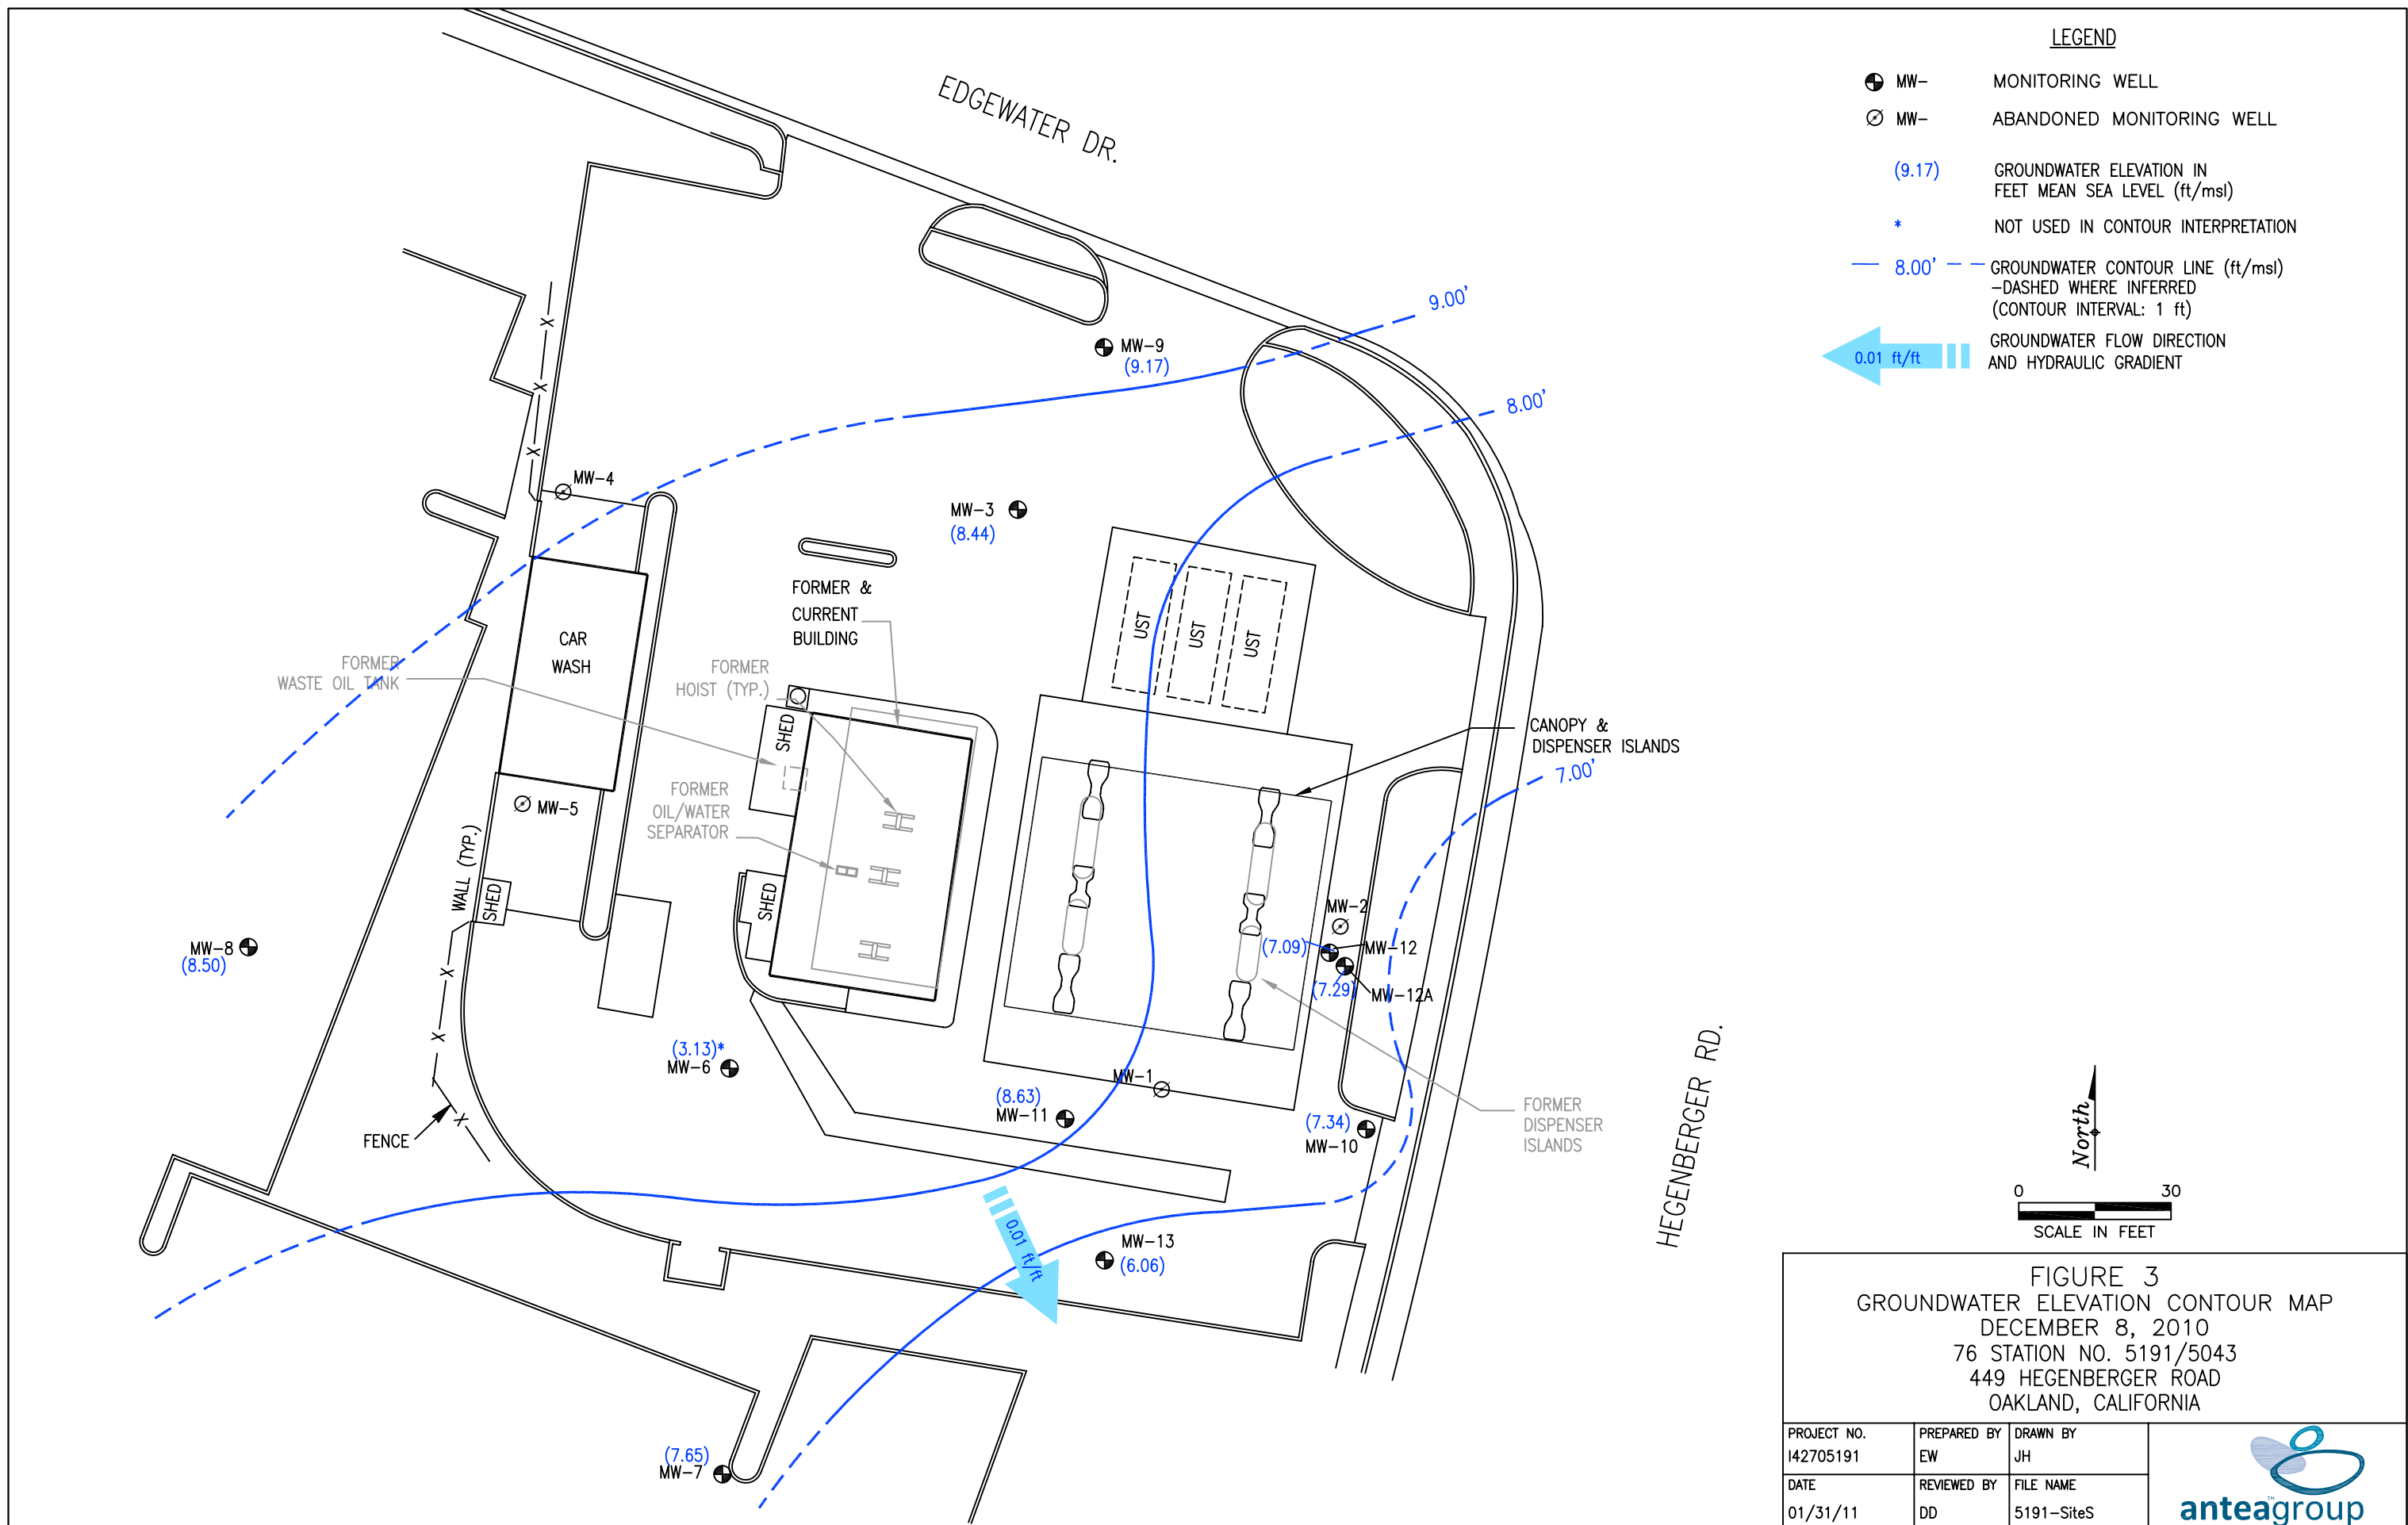 LEGEND
MW- MONITORING WELL
MW- ABANDONED MONITORING WELL
(9.17) GROUNDWATER ELEVATION IN
FEET MEAN SEA LEVEL (ft/msl)
* NOT USED IN CONTOUR INTERPRETATION
8.00' GROUNDWATER CONTOUR LINE (ft/msl)
-DASHED WHERE INFERRED
(CONTOUR INTERVAL: 1 ft)
0.01 ft/ft GROUNDWATER FLOW DIRECTION
AND HYDRAULIC GRADIENT
EDGEWATER DR.
9.00'
8.00'
7.00'
MW-9
(9.17)
MW-4
MW-3
(8.44)
X
X
X
FORMER &
CURRENT
BUILDING
UST
UST
UST
CAR
WASH
FORMER
WASTE OIL TANK
FORMER
HOIST (TYP.)
SHED
CANOPY &
DISPENSER ISLANDS
FORMER
OIL/WATER
SEPARATOR
MW-5
WALL (TYP.)
SHED
SHED
MW-2
(7.09)
MW-12
(7.29)
MW-12A
MW-8
(8.50)
X
X
X
FENCE
(3.13)*
MW-6
(8.63)
MW-11
MW-1
(7.34)
MW-10
FORMER
DISPENSER
ISLANDS
HEGENBERGER RD.
0.01 ft/ft
MW-13
(6.06)
(7.65)
MW-7
North
0 30
SCALE IN FEET
FIGURE 3
GROUNDWATER ELEVATION CONTOUR MAP
DECEMBER 8, 2010
76 STATION NO. 5191/5043
449 HEGENBERGER ROAD
OAKLAND, CALIFORNIA
PROJECT NO. PREPARED BY DRAWN BY
I42705191 EW JH
DATE REVIEWED BY FILE NAME
01/31/11 DD 5191-SiteS
anteagroup™